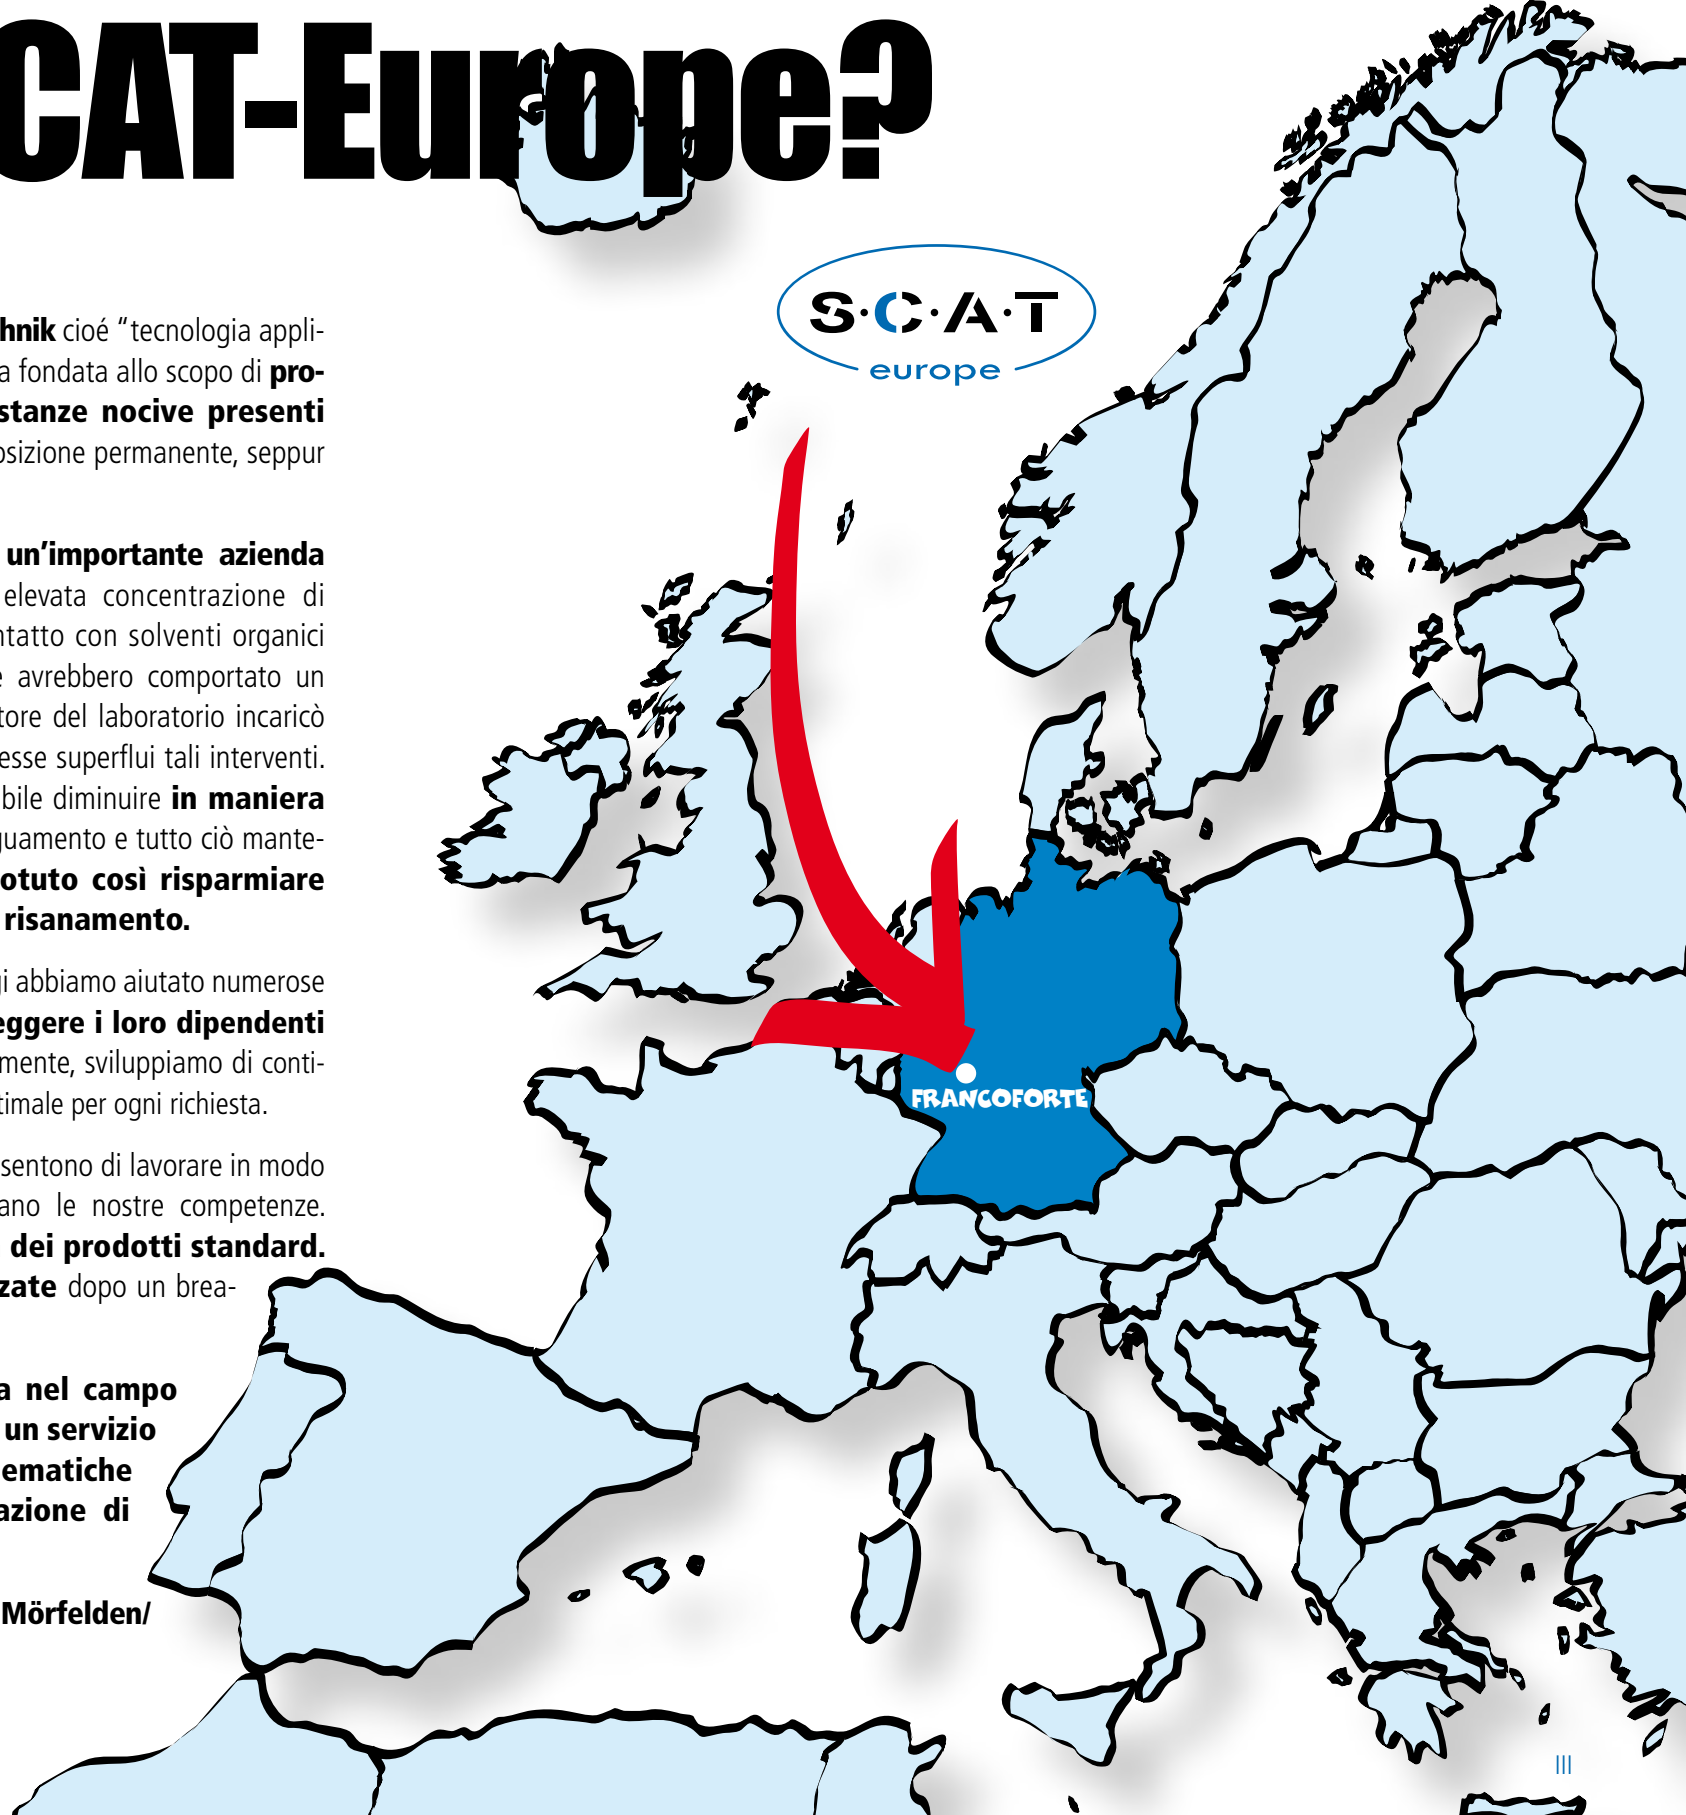 CAT-Europe?
S·C·A·T
europe
hnik cioé “tecnologia appli-
a fondata allo scopo di pro-
stanze nocive presenti
osizione permanente, seppur
un’importante azienda
elevata concentrazione di
ntatto con solventi organici
e avrebbero comportato un
tore del laboratorio incaricò
esse superflui tali interventi.
ibile diminuire in maniera
guamento e tutto ciò mante-
otuto così risparmiare
risanamento.
gi abbiamo aiutato numerose
eggere i loro dipendenti
mente, sviluppiamo di conti-
timale per ogni richiesta.
sentono di lavorare in modo
ano le nostre competenze.
dei prodotti standard.
zate dopo un brea-
a nel campo
un servizio
ematiche
azione di
Mörfelden/
FRANCOFORTE
III